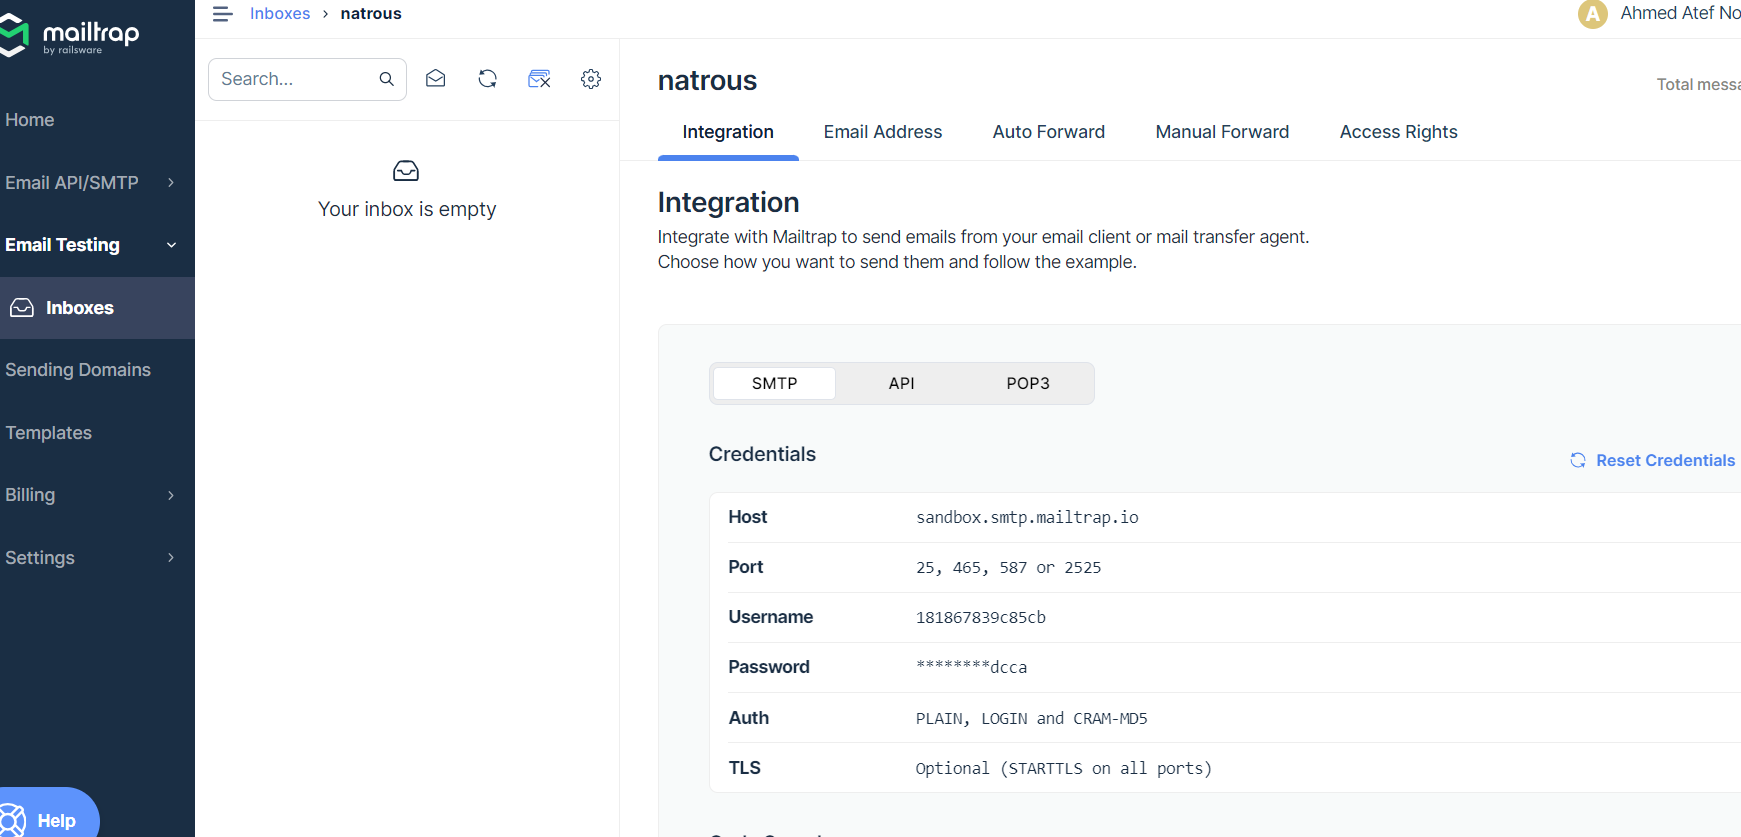 mailtrap
by railsware
Home
Email API/SMTP
Email Testing
Inboxes
Sending Domains
Templates
Billing
Settings
Help
Inboxes › natrous
Ahmed Atef No
Search...
Your inbox is empty
natrous
Total messa
Integration Email Address Auto Forward Manual Forward Access Rights
Integration
Integrate with Mailtrap to send emails from your email client or mail transfer agent.
Choose how you want to send them and follow the example.
SMTP API POP3
Credentials
Reset Credentials
Host sandbox.smtp.mailtrap.io
Port 25, 465, 587 or 2525
Username 181867839c85cb
Password ********dcca
Auth PLAIN, LOGIN and CRAM-MD5
TLS Optional (STARTTLS on all ports)